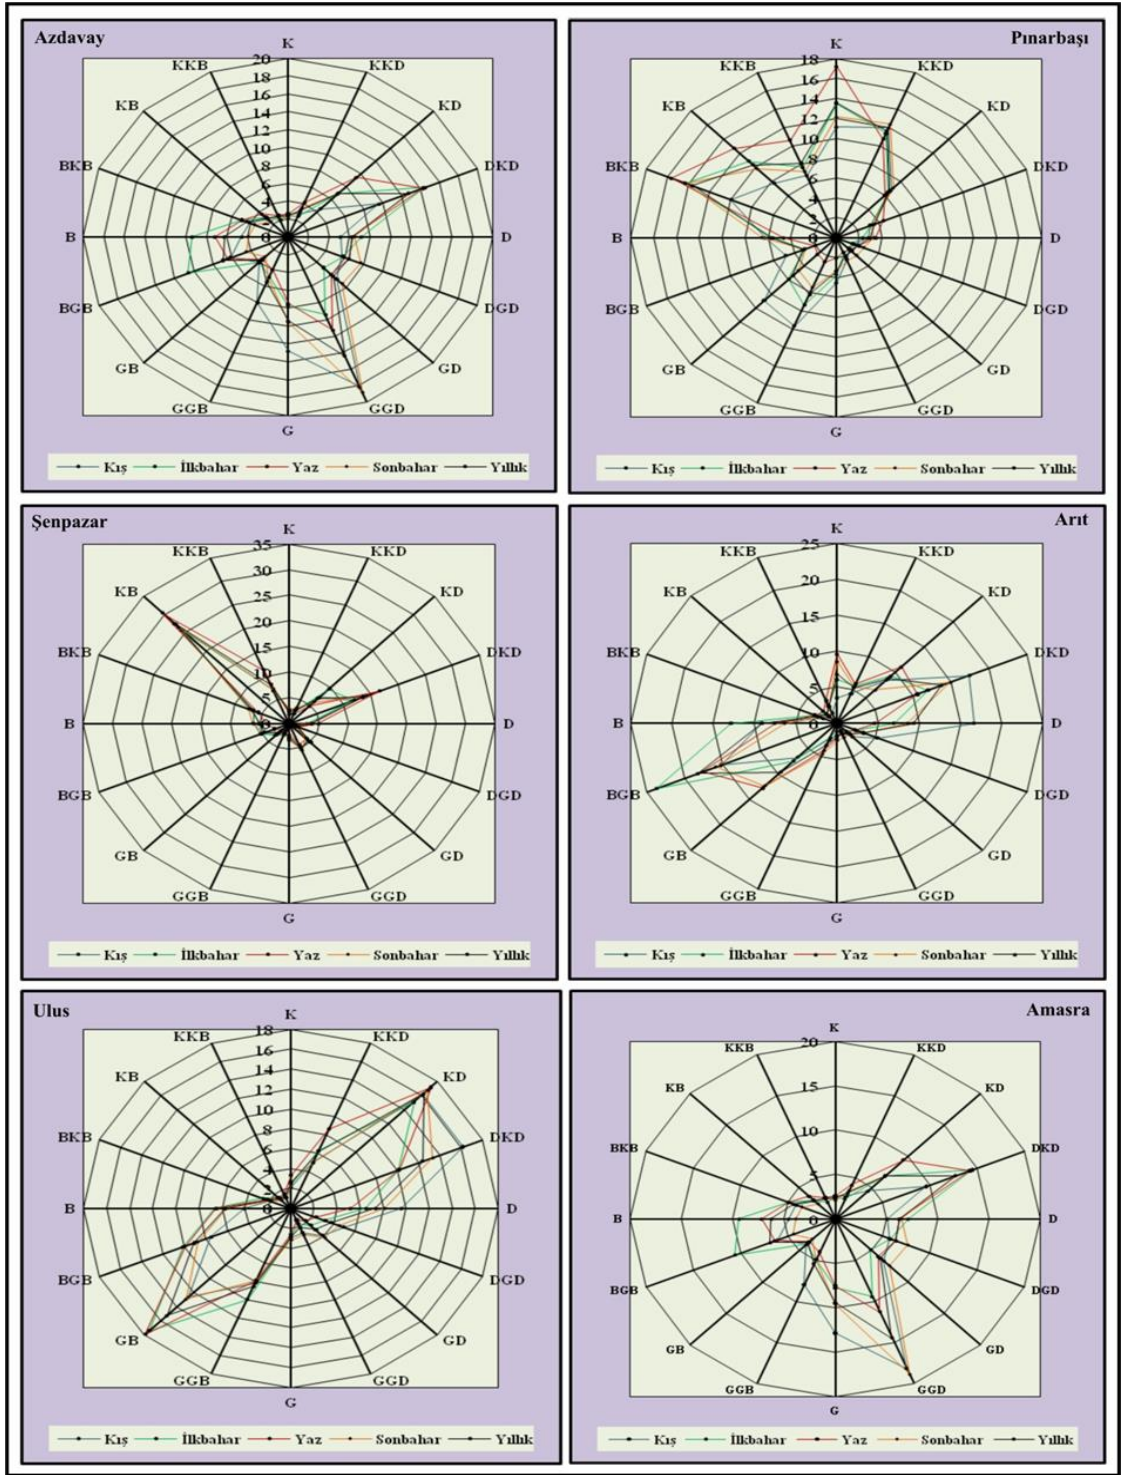 Azdavay
K
KKB
KKD
KB
KD
BKB
DKD
B
D
BGB
DGD
GB
GD
GGB
GGD
G
20
18
16
14
12
10
8
6
4
2
0
Kış İlkbahar Yaz Sonbahar Yıllık
Pınarbaşı
K
KKB
KKD
KB
KD
BKB
DKD
B
D
BGB
DGD
GB
GD
GGB
GGD
G
18
16
14
12
10
8
6
4
2
0
Kış İlkbahar Yaz Sonbahar Yıllık
Şenpazar
K
KKB
KKD
KB
KD
BKB
DKD
B
D
BGB
DGD
GB
GD
GGB
GGD
G
35
30
25
20
15
10
5
0
Kış İlkbahar Yaz Sonbahar Yıllık
Arıt
K
KKB
KKD
KB
KD
BKB
DKD
B
D
BGB
DGD
GB
GD
GGB
GGD
G
25
20
15
10
5
0
Kış İlkbahar Yaz Sonbahar Yıllık
Ulus
K
KKB
KKD
KB
KD
BKB
DKD
B
D
BGB
DGD
GB
GD
GGB
GGD
G
18
16
14
12
10
8
6
4
2
0
Kış İlkbahar Yaz Sonbahar Yıllık
Amasra
K
KKB
KKD
KB
KD
BKB
DKD
B
D
BGB
DGD
GB
GD
GGB
GGD
G
20
15
10
5
0
Kış İlkbahar Yaz Sonbahar Yıllık